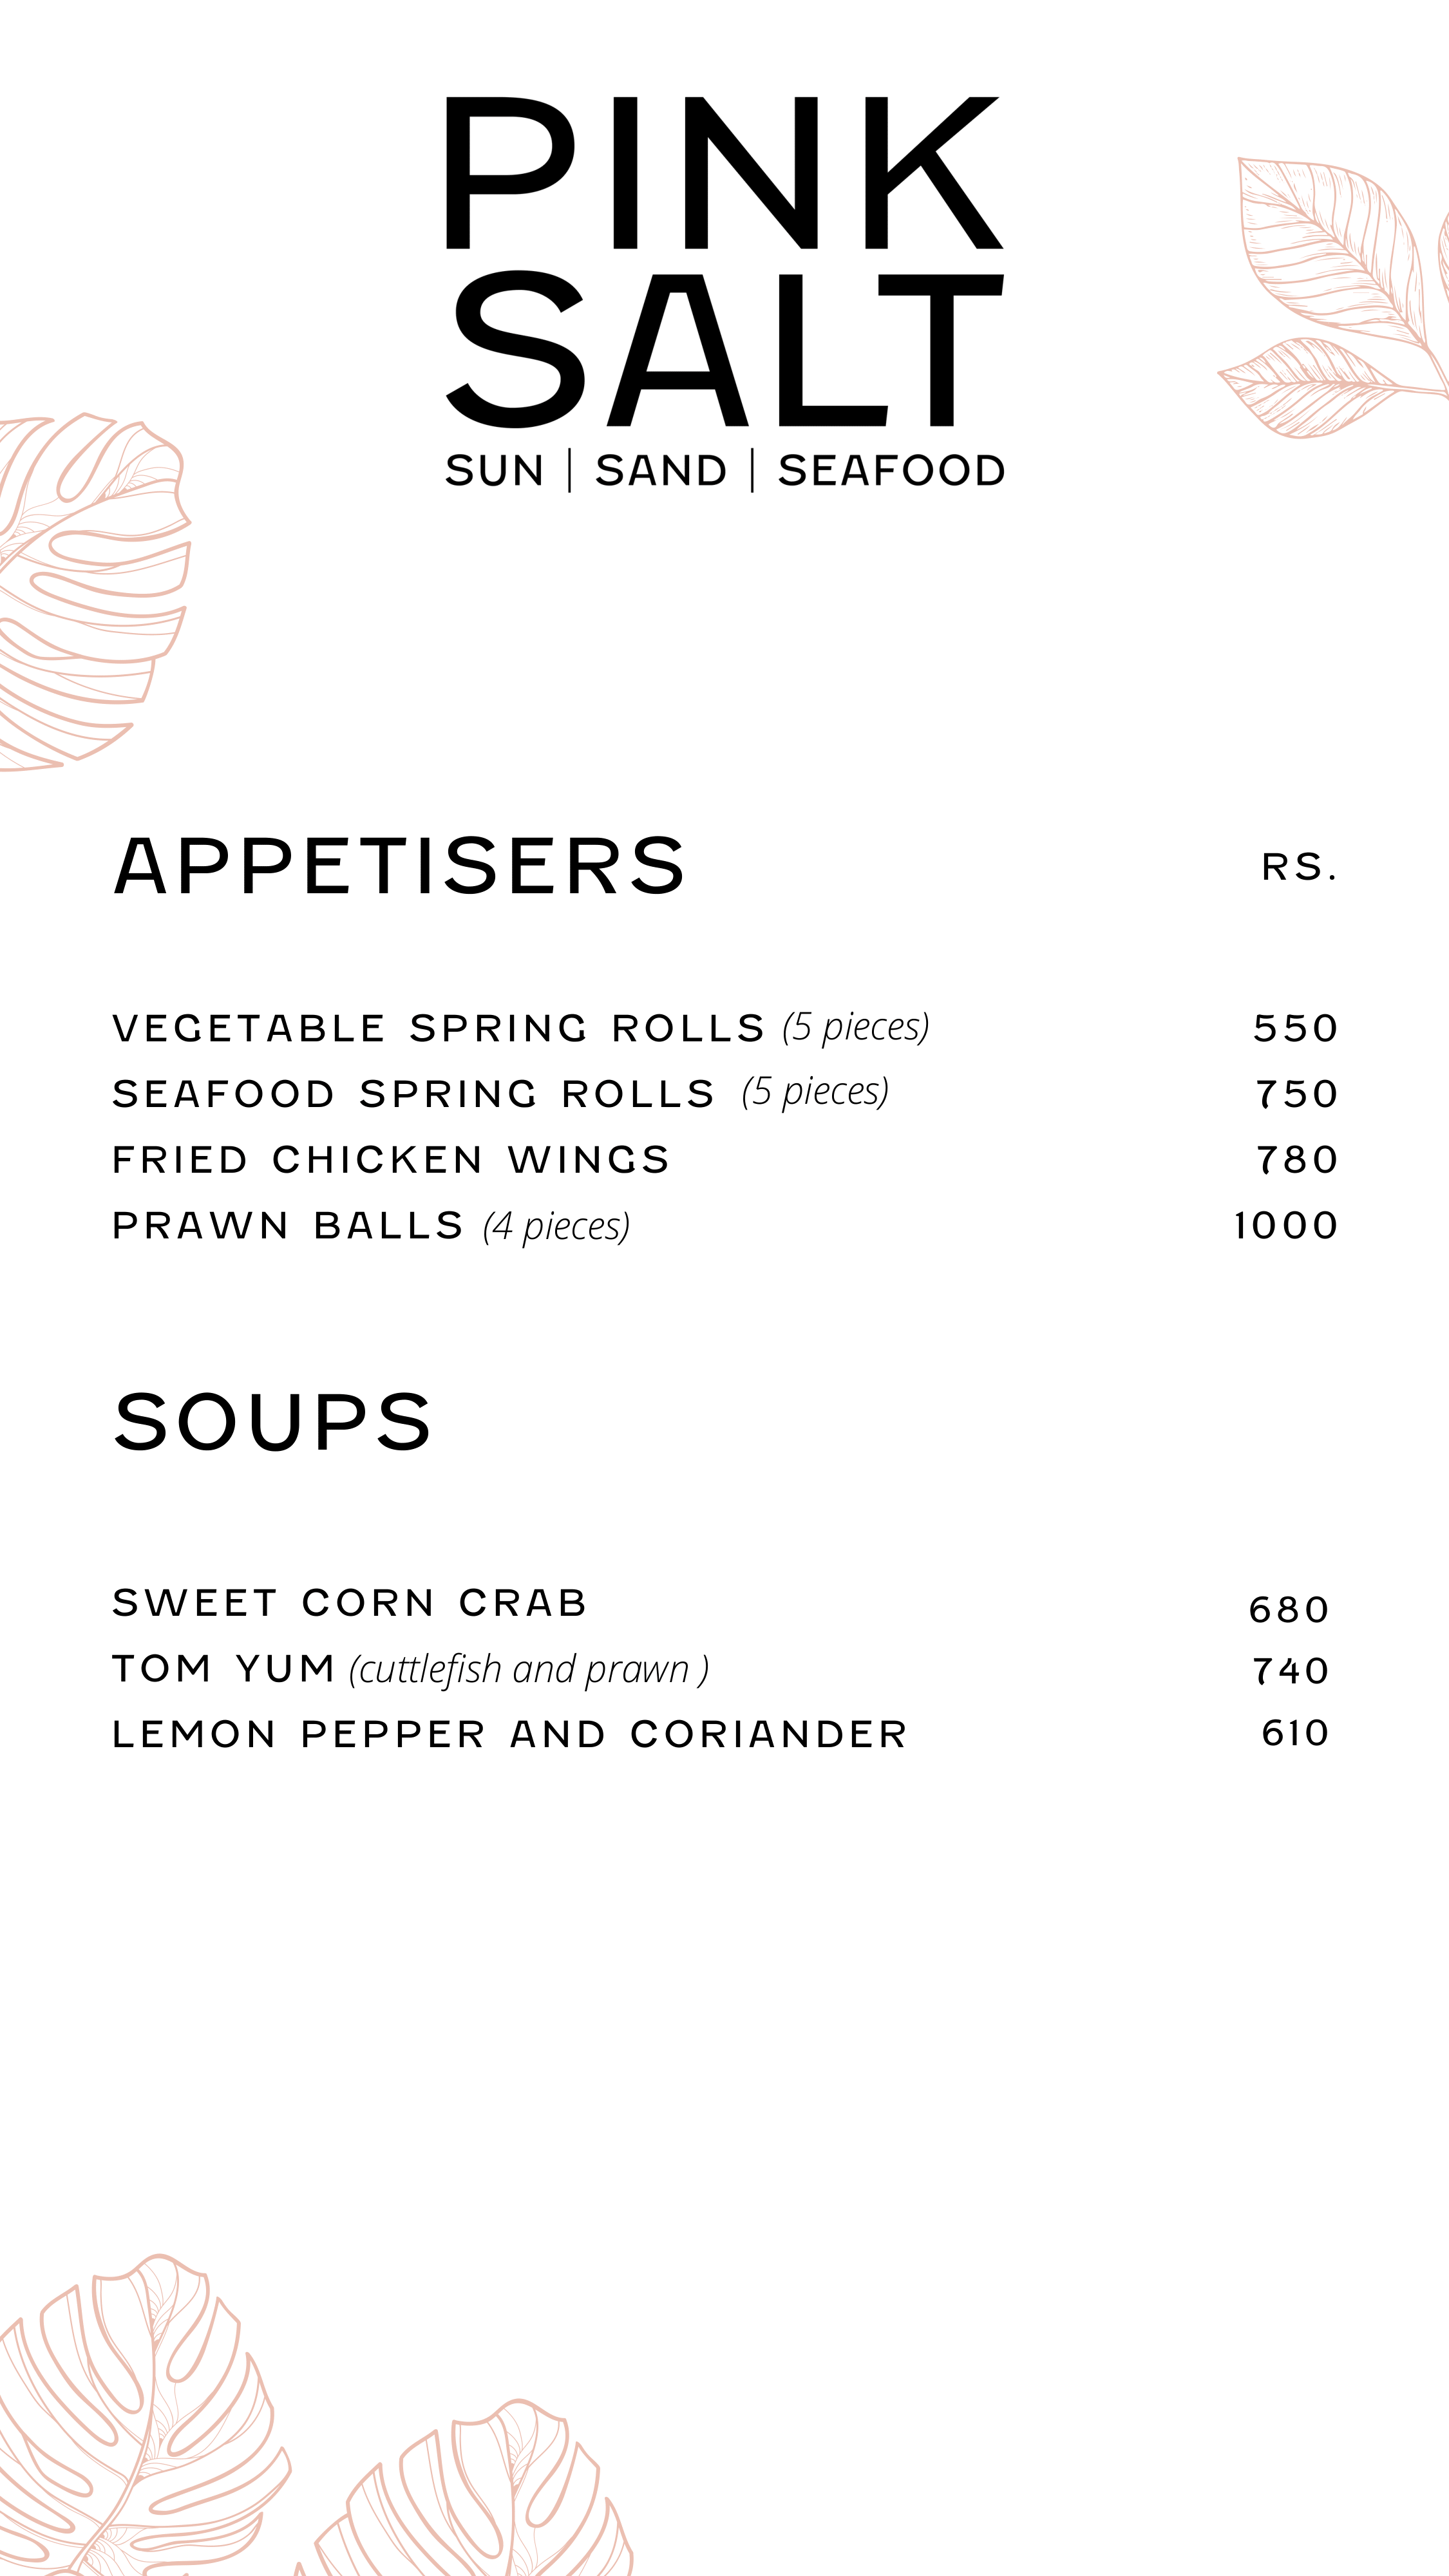 PINK
SALT
SUN | SAND | SEAFOOD
APPETISERS RS.
VEGETABLE SPRING ROLLS (5 pieces) 550
SEAFOOD SPRING ROLLS (5 pieces) 750
FRIED CHICKEN WINGS 780
PRAWN BALLS (4 pieces) 1000
SOUPS
SWEET CORN CRAB 680
TOM YUM (cuttlefish and prawn ) 740
LEMON PEPPER AND CORIANDER 610